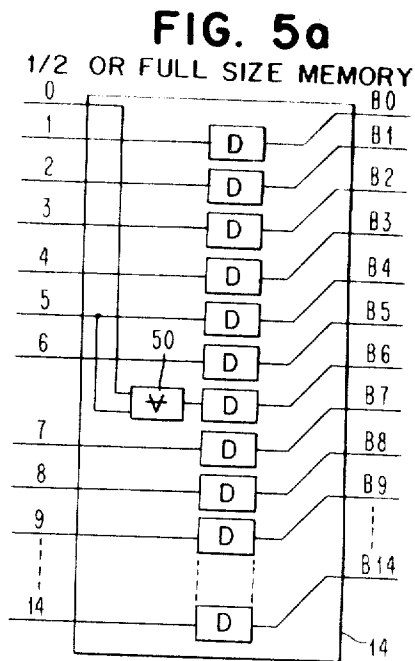 FIG. 5a
1/2 OR FULL SIZE MEMORY
0 B0
1 D B1
2 D B2
3 D B3
4 D B4
5 D B5
6 50 D B6
∀ D B7
7 D B8
8 D B9
9 D
14 D B14
14